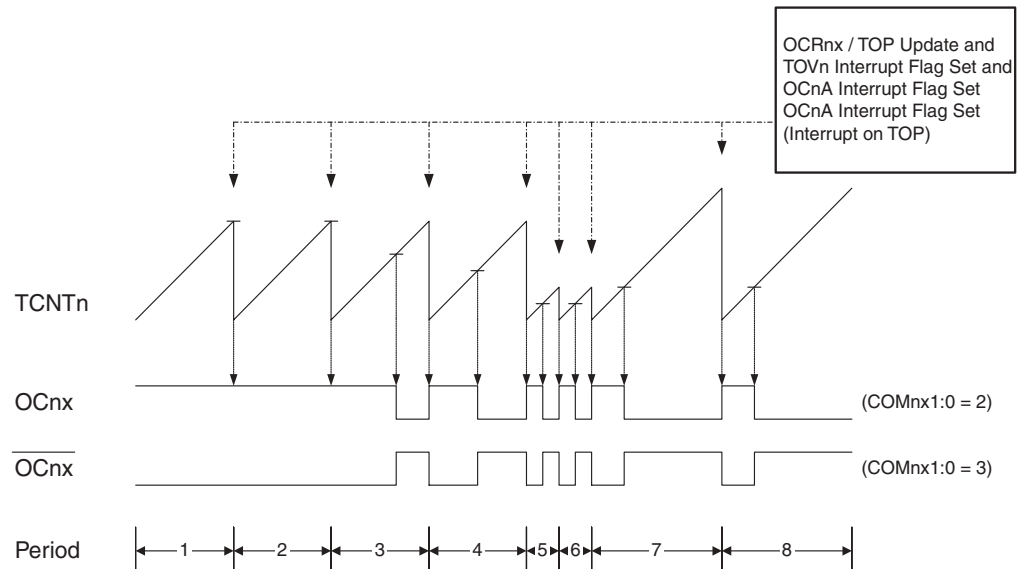 OCRnx / TOP Update and
TOVn Interrupt Flag Set and
OCnA Interrupt Flag Set
OCnA Interrupt Flag Set
(Interrupt on TOP)
TCNTn
OCnx
(COMnx1:0 = 2)
OCnx
(COMnx1:0 = 3)
Period
1 2 3 4 5 6 7 8